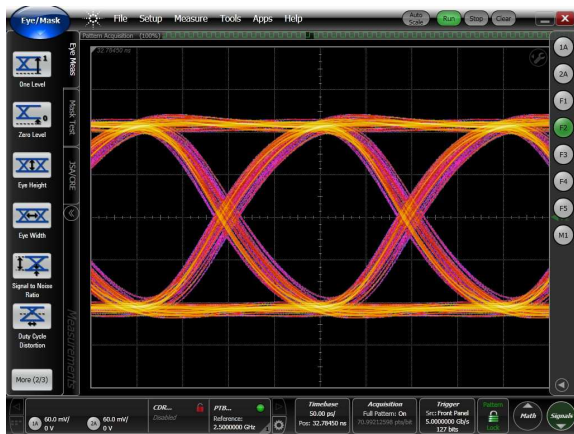 Eye/Mask
File Setup Measure Tools Apps Help
Auto Scale
Run
Stop
Clear
Pattern Acquisition (100%)
32.78450 ns
Eye Meas
Mask Test
JSA/CRE
Measurements
One Level
Zero Level
Eye Height
Eye Width
Signal to Noise
Ratio
Duty Cycle
Distortion
More (2/3)
1A
2A
F1
F2
F3
F4
F5
M1
1A 60.0 mV/
0 V
2A 60.0 mV/
0 V
CDR...
Disabled
PTB...
Reference:
2.5000000 GHz
Timebase
50.00 ps/
Pos: 32.78450 ns
Acquisition
Full Pattern: On
70.99212598 pts/bit
Trigger
Src: Front Panel
5.0000000 Gb/s
127 bits
Pattern
Lock
Math
Signals